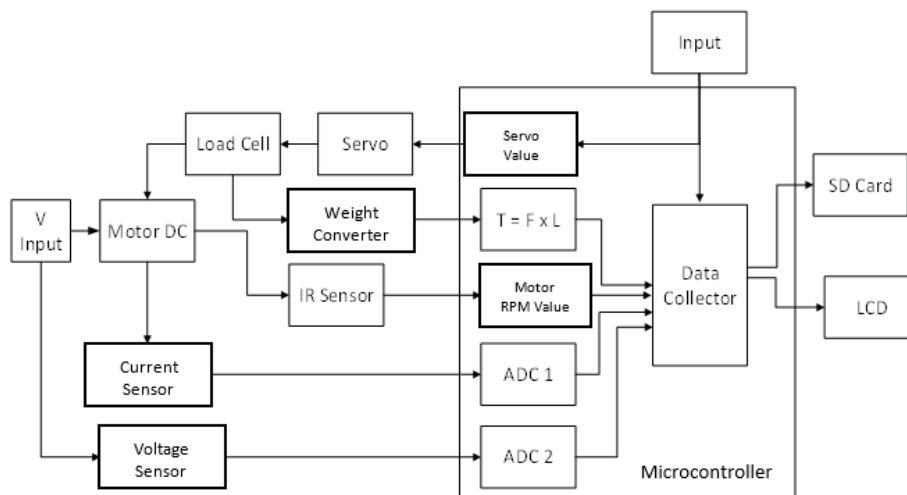 Input
Load Cell
Servo
Servo
Value
SD Card
V
Input
Motor DC
Weight
Converter
T = F x L
Data
Collector
IR Sensor
Motor
RPM Value
LCD
Current
Sensor
ADC 1
Voltage
Sensor
ADC 2
Microcontroller